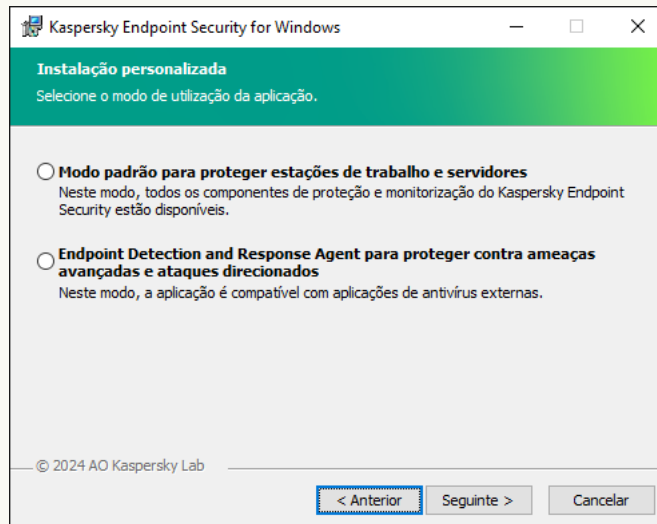 Kaspersky Endpoint Security for Windows
Instalação personalizada
Selecione o modo de utilização da aplicação.
Modo padrão para proteger estações de trabalho e servidores
Neste modo, todos os componentes de proteção e monitorização do Kaspersky Endpoint
Security estão disponíveis.
Endpoint Detection and Response Agent para proteger contra ameaças
avançadas e ataques direcionados
Neste modo, a aplicação é compatível com aplicações de antivírus externas.
© 2024 AO Kaspersky Lab
< Anterior Seguinte > Cancelar